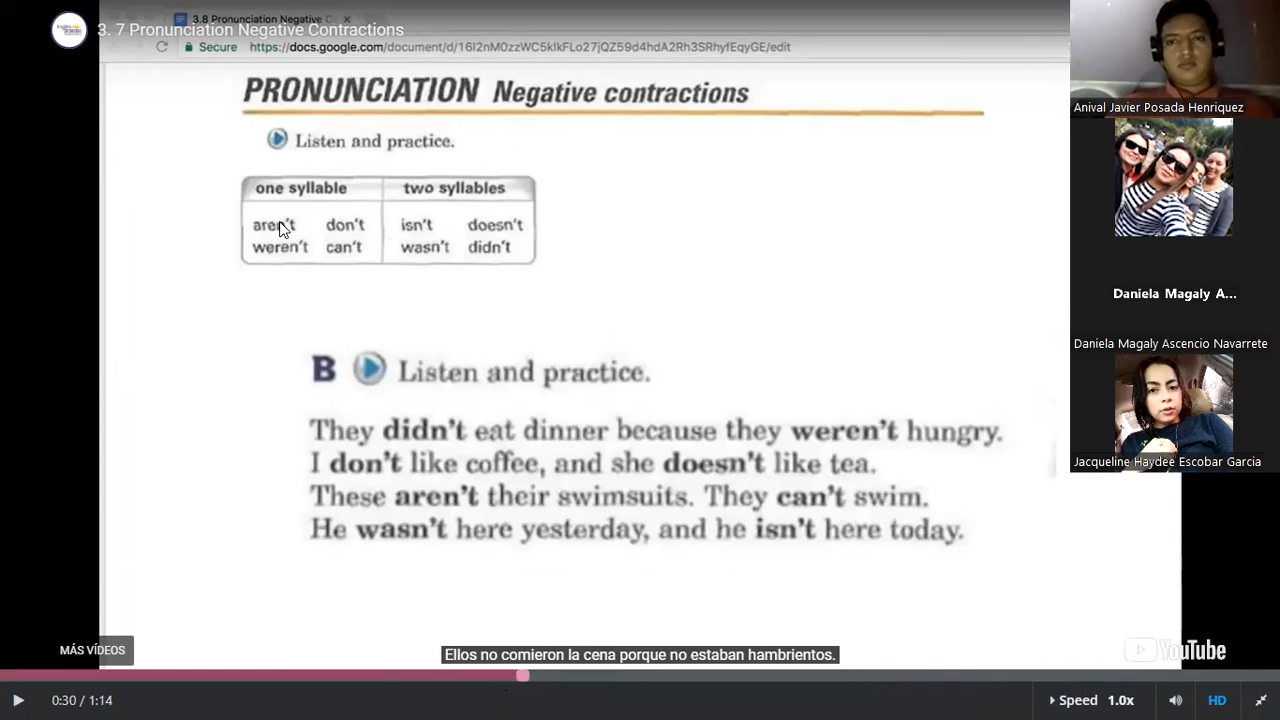 3.8 Pronunciation Negative C
3. 7 Pronunciation Negative Contractions
Secure https://docs.google.com/document/d/16I2nM0zzWC5kIkFLo27jQZ59d4hdA2Rh3SRhyfEqyGE/edit
PRONUNCIATION Negative contractions
Listen and practice.
one syllable two syllables
aren't don't isn't doesn't
weren't can't wasn't didn't
B Listen and practice.
They didn't eat dinner because they weren't hungry.
I don't like coffee, and she doesn't like tea.
These aren't their swimsuits. They can't swim.
He wasn't here yesterday, and he isn't here today.
Ellos no comieron la cena porque no estaban hambrientos.
MÁS VÍDEOS
YouTube
0:30 / 1:14
Speed 1.0x
HD
Anival Javier Posada Henriquez
Daniela Magaly A...
Daniela Magaly Ascencio Navarrete
Jacqueline Haydee Escobar Garcia